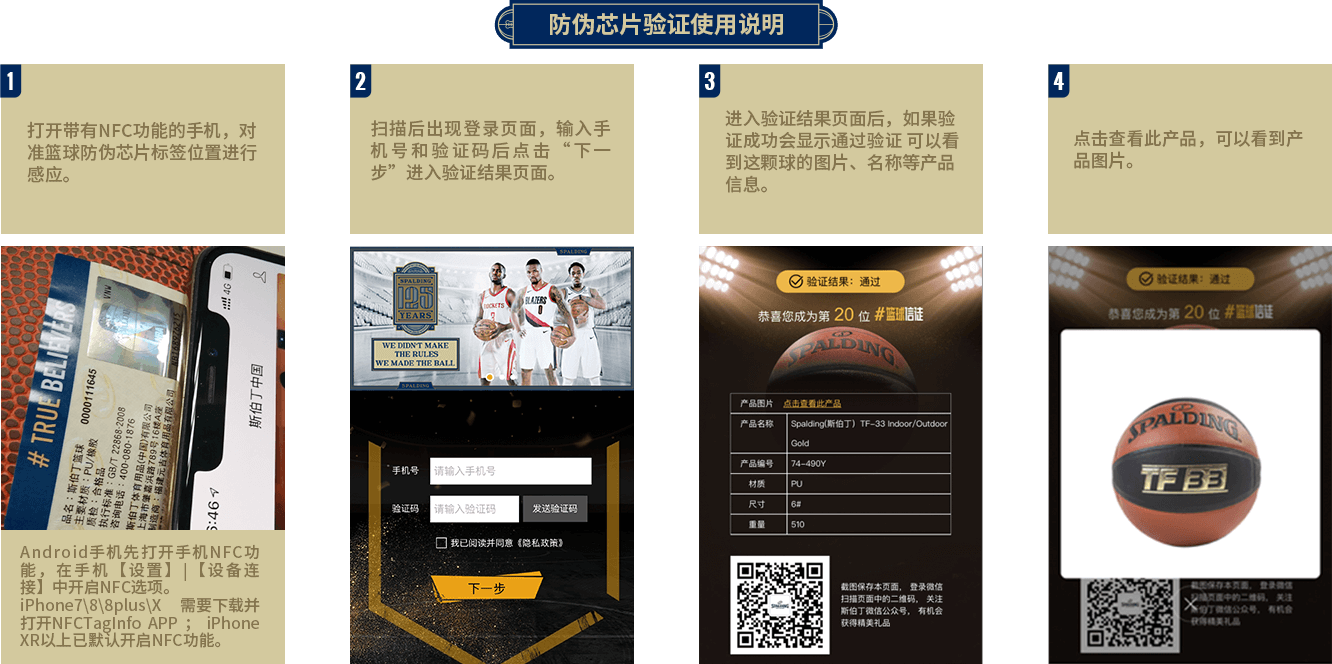 防伪芯片验证使用说明
1
打开带有NFC功能的手机，对
准篮球防伪芯片标签位置进行
感应。
2
扫描后出现登录页面，输入手
机号和验证码后点击“下一
步”进入验证结果页面。
3
进入验证结果页面后，如果验
证成功会显示通过验证 可以看
到这颗球的图片、名称等产品
信息。
4
点击查看此产品，可以看到产
品图片。
# TRUE BELIEVERS
0000111645
VNW
品名：斯伯丁篮球
主要材质：PU/橡胶
质检：合格品
执行标准：GB/T 22868-2008
咨询电话：400-080-1876
斯伯丁体育用品(中国)有限公司
上海市肇嘉浜路789号16楼A座
制造商：福建元吉体育用品有限公司
4G
斯伯丁中国
5:46
Android手机先打开手机NFC功
能，在手机【设置】|【设备连
接】中开启NFC选项。
iPhone7\8\8plus\X 需要下载并
打开NFCTagInfo APP ； iPhone
XR以上已默认开启NFC功能。
SPALDING
SPALDING
125
YEARS
WE DIDN'T MAKE
THE RULES
WE MADE THE BALL
SPALDING
ROCKETS
3
BLAZERS
0
手机号 请输入手机号
验证码 请输入验证码 发送验证码
我已阅读并同意《隐私政策》
下一步
验证结果：通过
恭喜您成为第 20 位 #篮球信徒
SPALDING
产品图片 点击查看此产品
产品名称 Spalding(斯伯丁）TF-33 Indoor/Outdoor
Gold
产品编号 74-490Y
材质 PU
尺寸 6#
重量 510
SPALDING
截图保存本页面， 登录微信
扫描页面中的二维码， 关注
斯伯丁微信公众号， 有机会
获得精美礼品
验证结果：通过
恭喜您成为第 20 位 #篮球信徒
SPALDING
TF 33
截图保存本页面， 登录微信
扫描页面中的二维码， 关注
斯伯丁微信公众号， 有机会
获得精美礼品